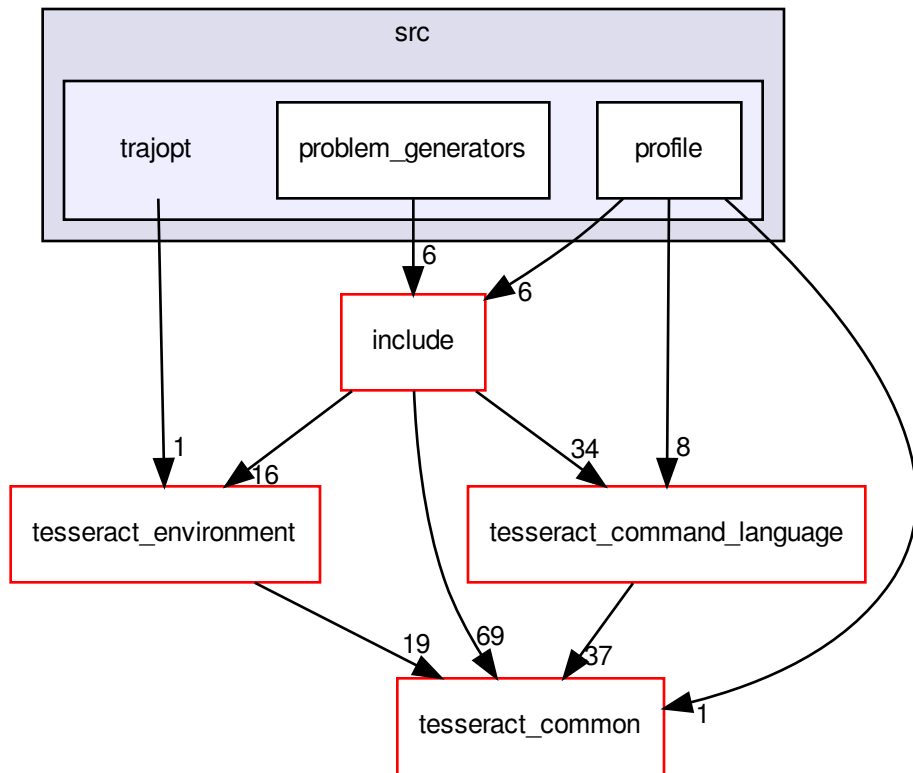 src
trajopt
problem_generators
profile
6
6
include
1
16
34
8
tesseract_environment
tesseract_command_language
19
69
37
1
tesseract_common